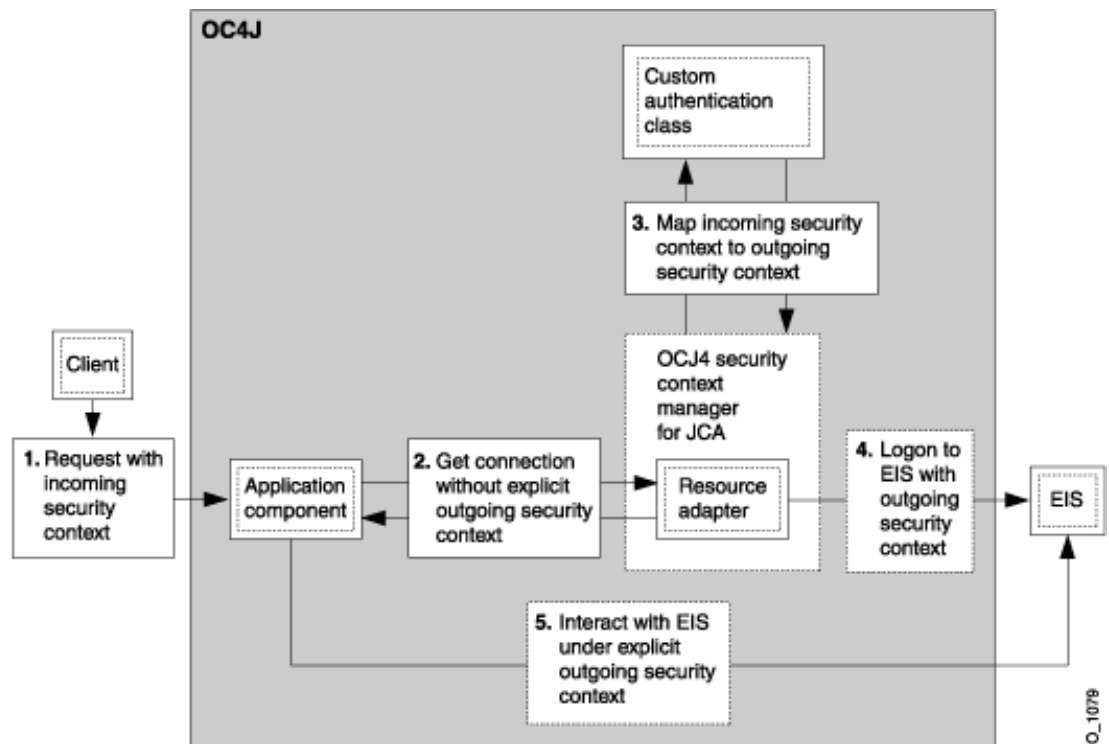 OC4J
Custom
authentication
class
3. Map incoming security
context to outgoing
security context
Client
OCJ4 security
context
manager
for JCA
1. Request with
incoming
security
context
Application
component
2. Get connection
without explicit
outgoing security
context
Resource
adapter
4. Logon to
EIS with
outgoing
security
context
EIS
5. Interact with EIS
under explicit
outgoing security
context
O_1079